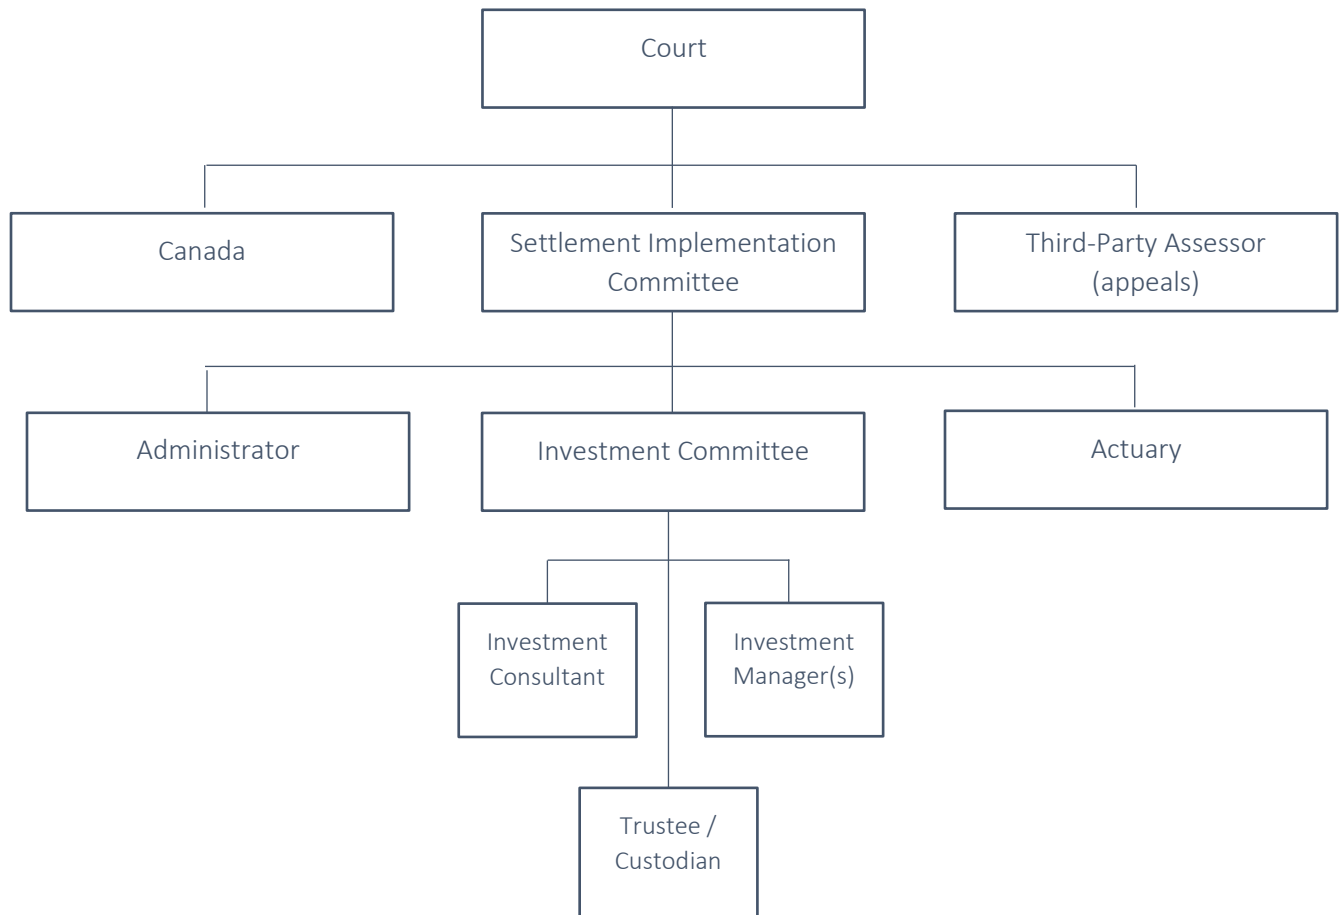 Court
Canada
Settlement Implementation
Committee
Third-Party Assessor
(appeals)
Administrator
Investment Committee
Actuary
Investment
Consultant
Investment
Manager(s)
Trustee /
Custodian